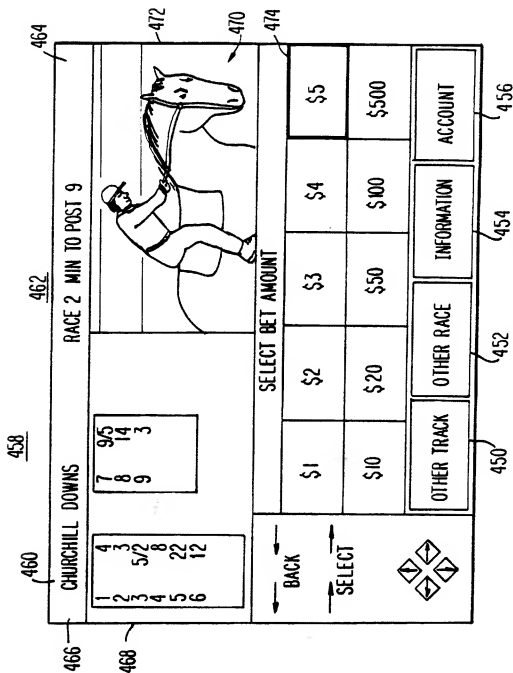 458
460
462
464
466
CHURCHILL DOWNS
RACE 2 MIN TO POST 9
472
468
1 4
2 3
3 5/2
4 8
5 22
6 12
7 9/5
8 14
9 3
470
474
SELECT BET AMOUNT
BACK
SELECT
$1 $2 $3 $4 $5
$10 $20 $50 $100 $500
OTHER TRACK OTHER RACE INFORMATION ACCOUNT
450
452
454
456